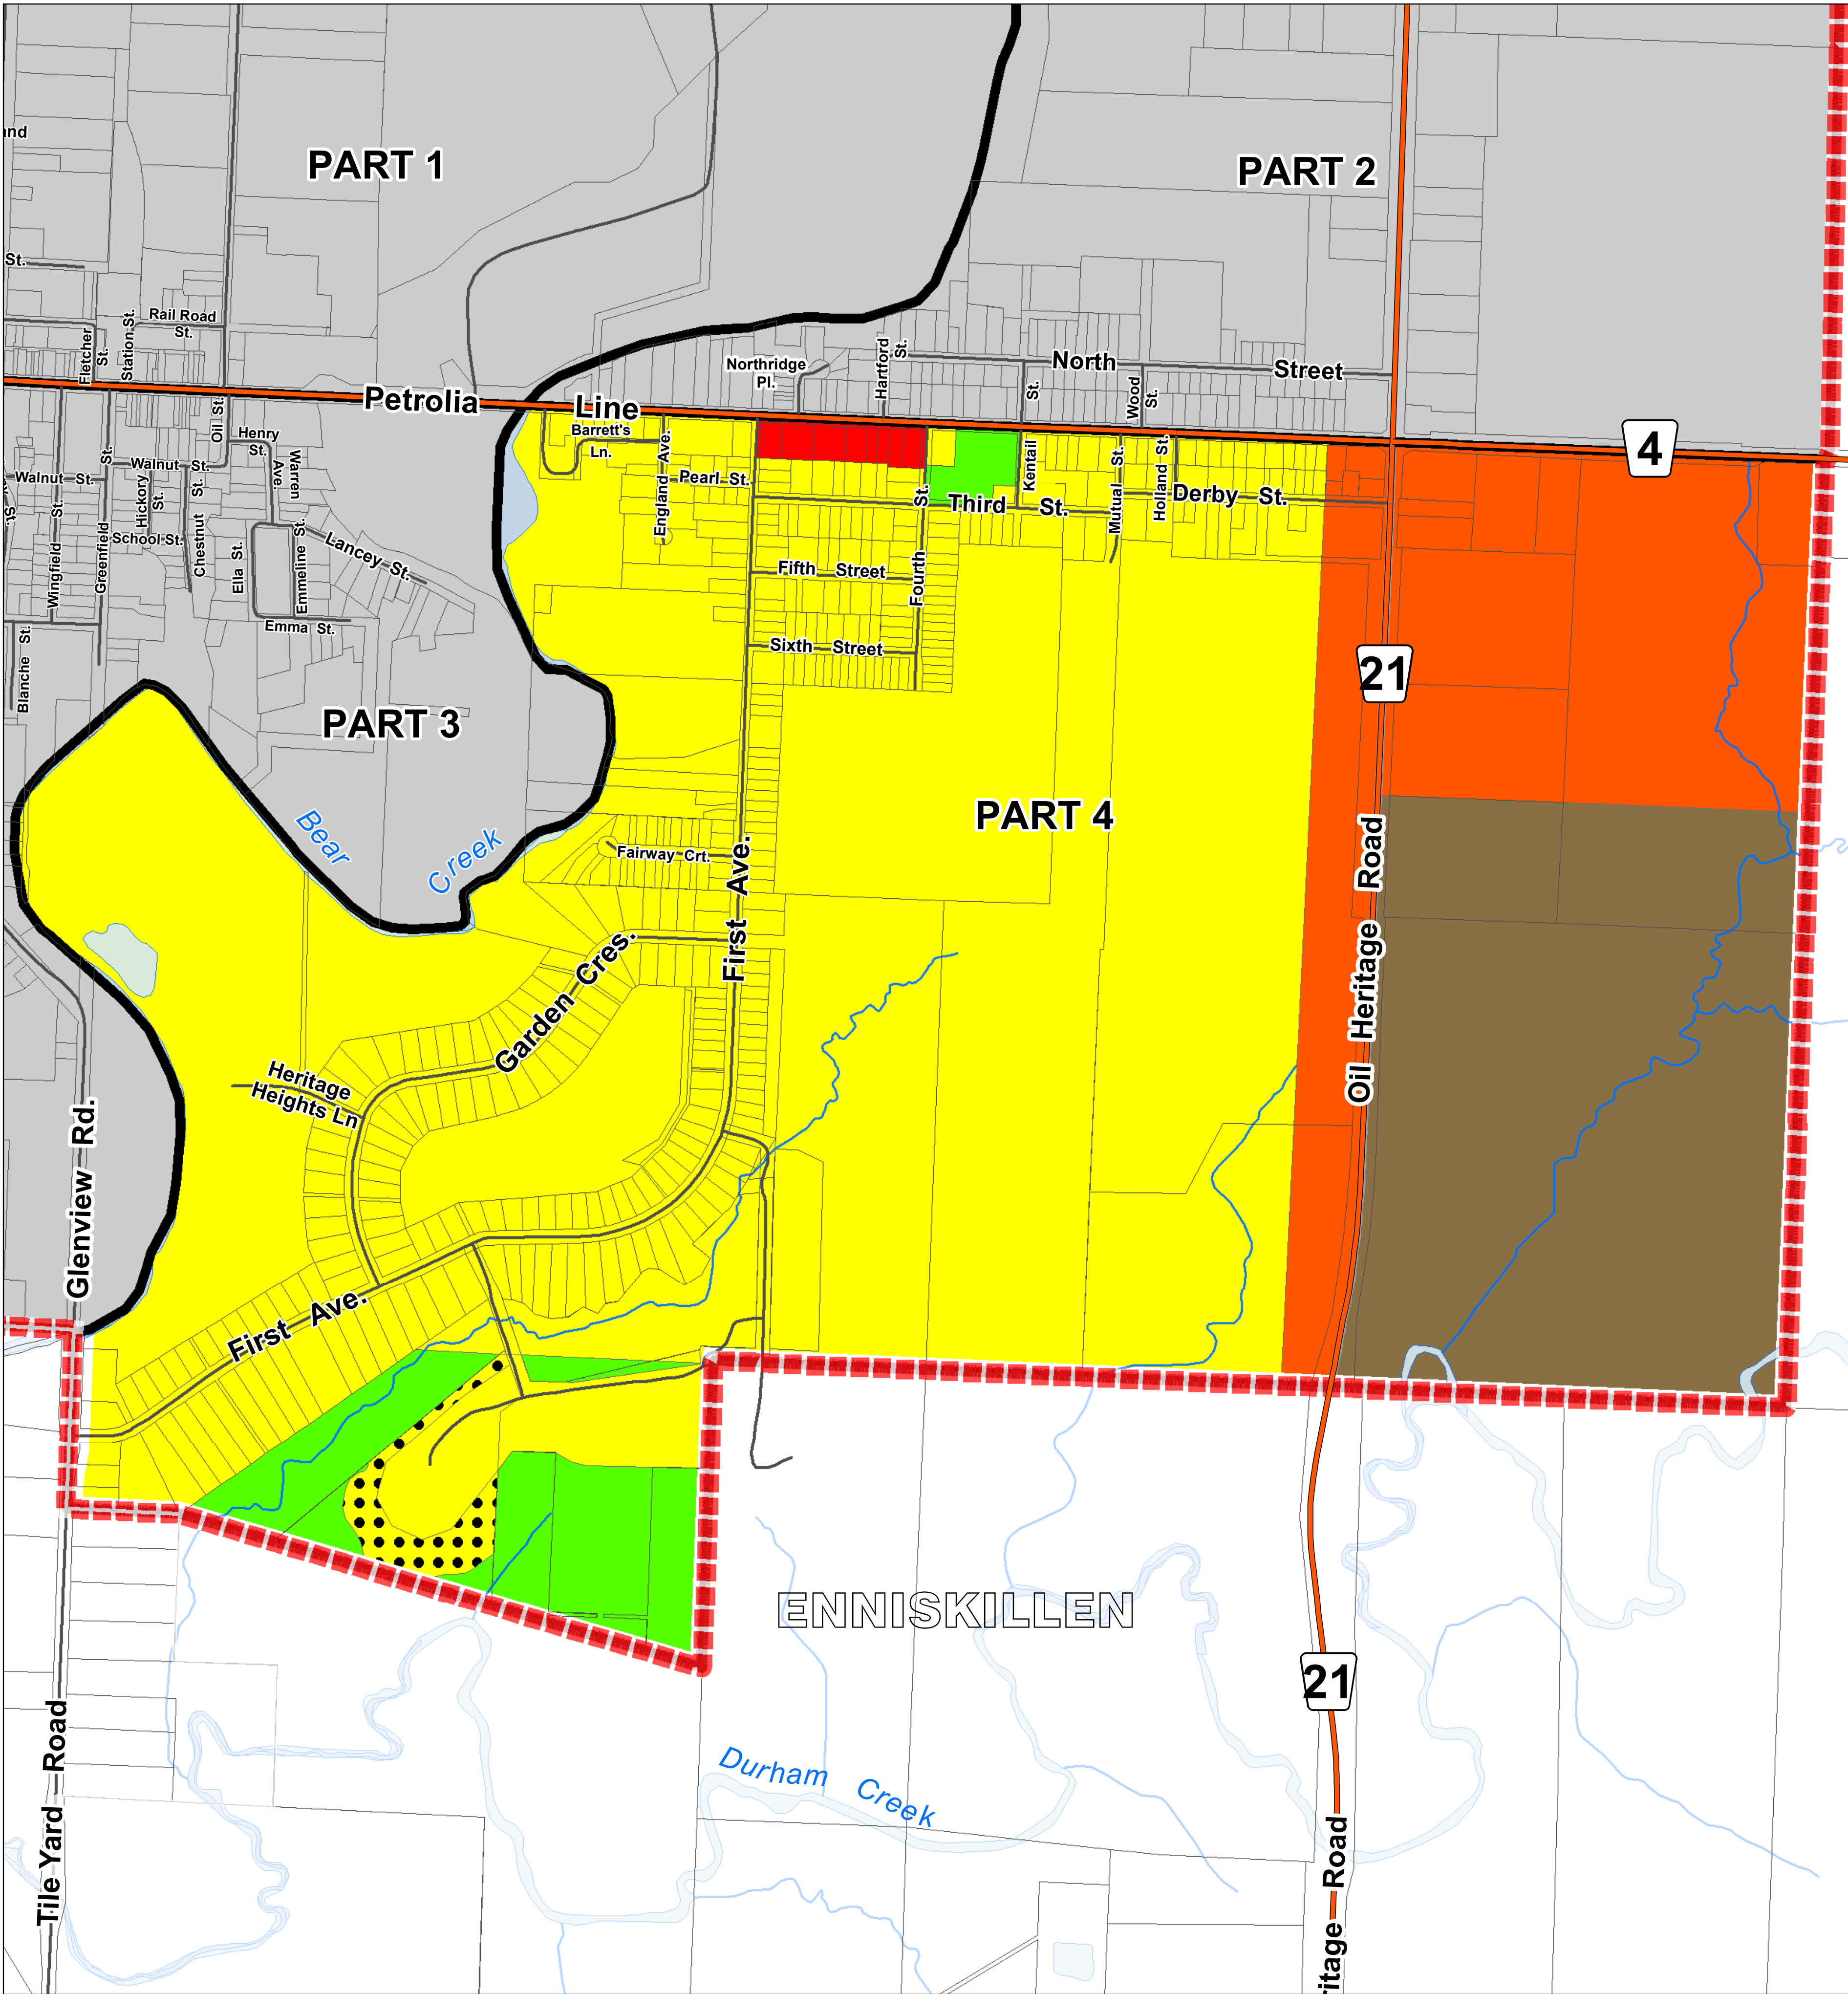 PART 1
PART 2
St.
Rail Road
St.
Station St.
Fletcher
St.
Northridge
Pl.
Hartford
St.
North
Street
St.
Wood
St.
Petrolia
Line
Barrett's
Ln.
England Ave.
Pearl St.
Oil St.
Henry
St.
Warren
Ave.
Walnut St.
Walnut St.
Hickory
St.
Chestnut St.
School St.
Greenfield St.
Wingfield St.
Ella St.
Emmeline St.
Lancey St.
Emma St.
Blanche St.
4
Kentail
Third St.
Mutual St.
Holland St.
Derby St.
Fourth St.
Fifth Street
Sixth Street
21
PART 3
PART 4
Bear
Creek
Fairway Crt.
First Ave.
Garden Cres.
Oil Heritage Road
Heritage
Heights Ln
Glenview Rd.
First Ave.
ENNISKILLEN
21
Tile Yard Road
Durham Creek
Road
ritage